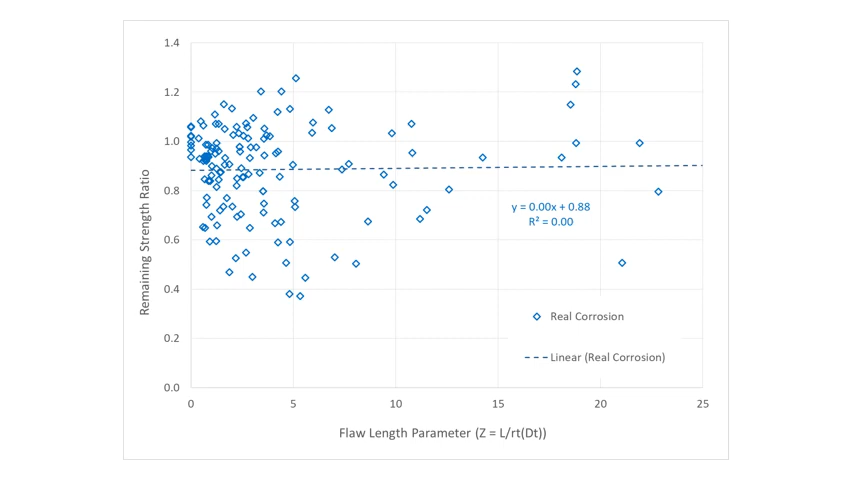 1.4
1.2
1.0
0.8
0.6
0.4
0.2
0.0
Remaining Strength Ratio
y = 0.00x + 0.88
R² = 0.00
Real Corrosion
Linear (Real Corrosion)
0 5 10 15 20 25
Flaw Length Parameter (Z = L/rt(Dt))